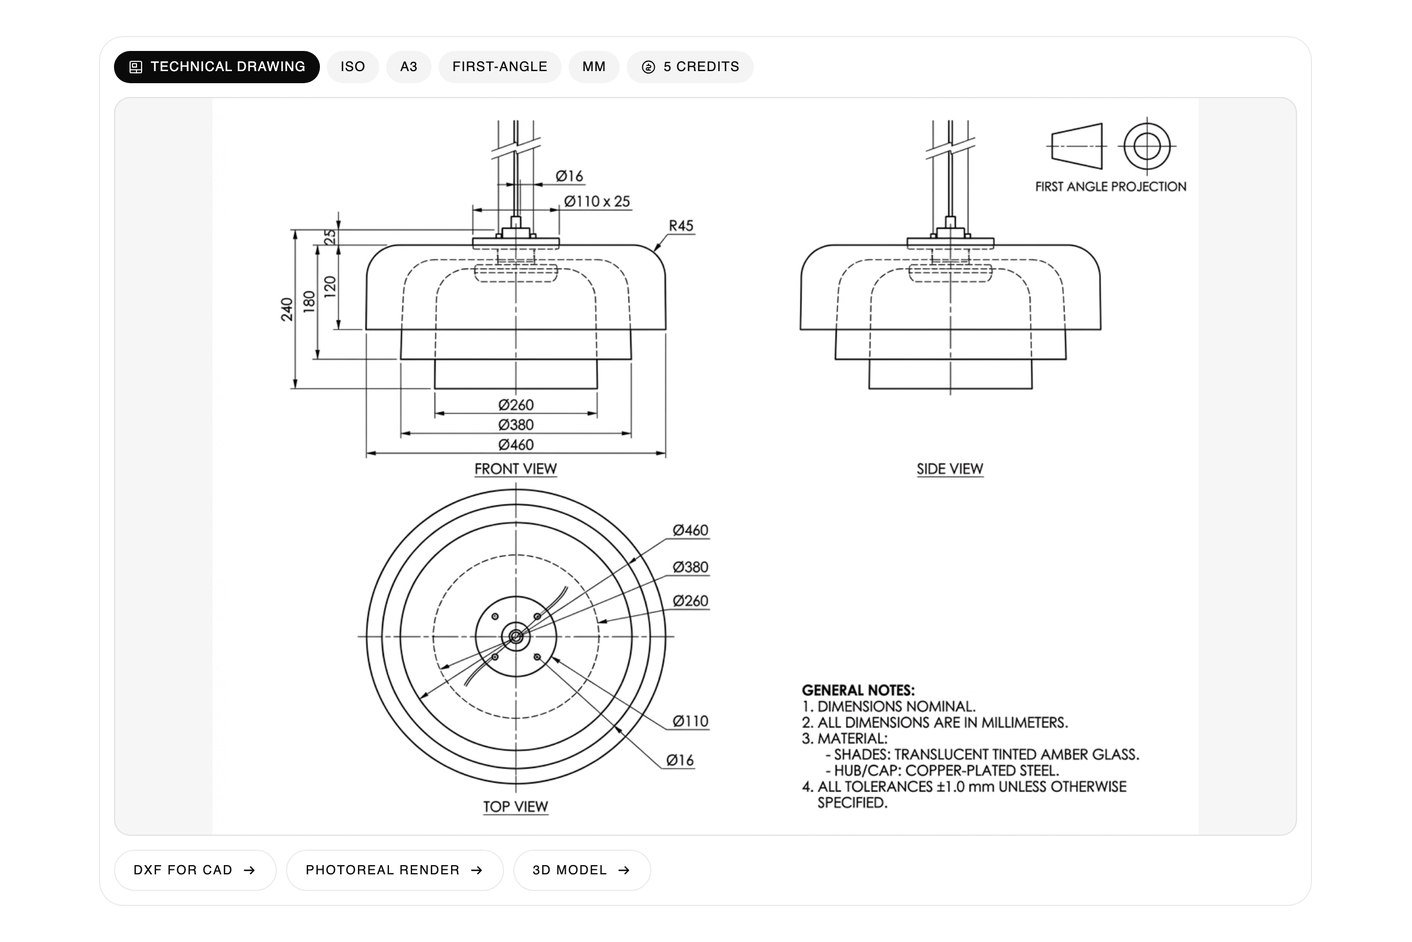 TECHNICAL DRAWING
ISO
A3
FIRST-ANGLE
MM
5 CREDITS
FIRST ANGLE PROJECTION
Ø16
Ø110 x 25
R45
25
120
180
240
Ø260
Ø380
Ø460
FRONT VIEW
SIDE VIEW
Ø460
Ø380
Ø260
Ø110
Ø16
TOP VIEW
GENERAL NOTES:
1. DIMENSIONS NOMINAL.
2. ALL DIMENSIONS ARE IN MILLIMETERS.
3. MATERIAL:
- SHADES: TRANSLUCENT TINTED AMBER GLASS.
- HUB/CAP: COPPER-PLATED STEEL.
4. ALL TOLERANCES ±1.0 mm UNLESS OTHERWISE
SPECIFIED.
DXF FOR CAD →
PHOTOREAL RENDER →
3D MODEL →